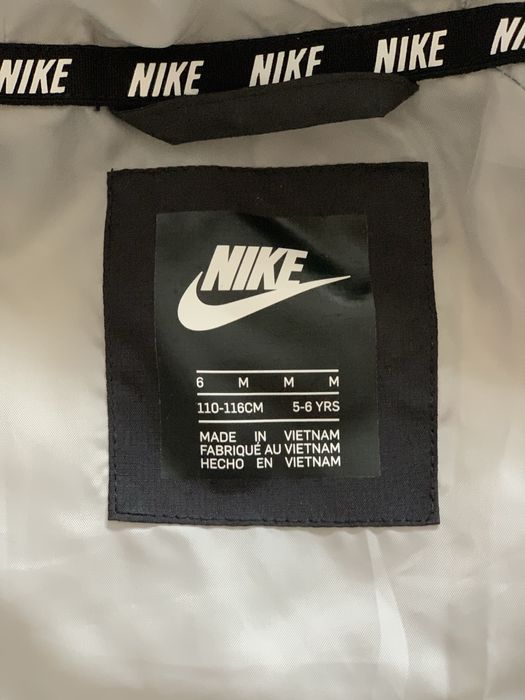 NIKE NIKE NIKE NIKE
NIKE
6 M M M
110-116CM 5-6 YRS
MADE IN VIETNAM
FABRIQUÉ AU VIETNAM
HECHO EN VIETNAM